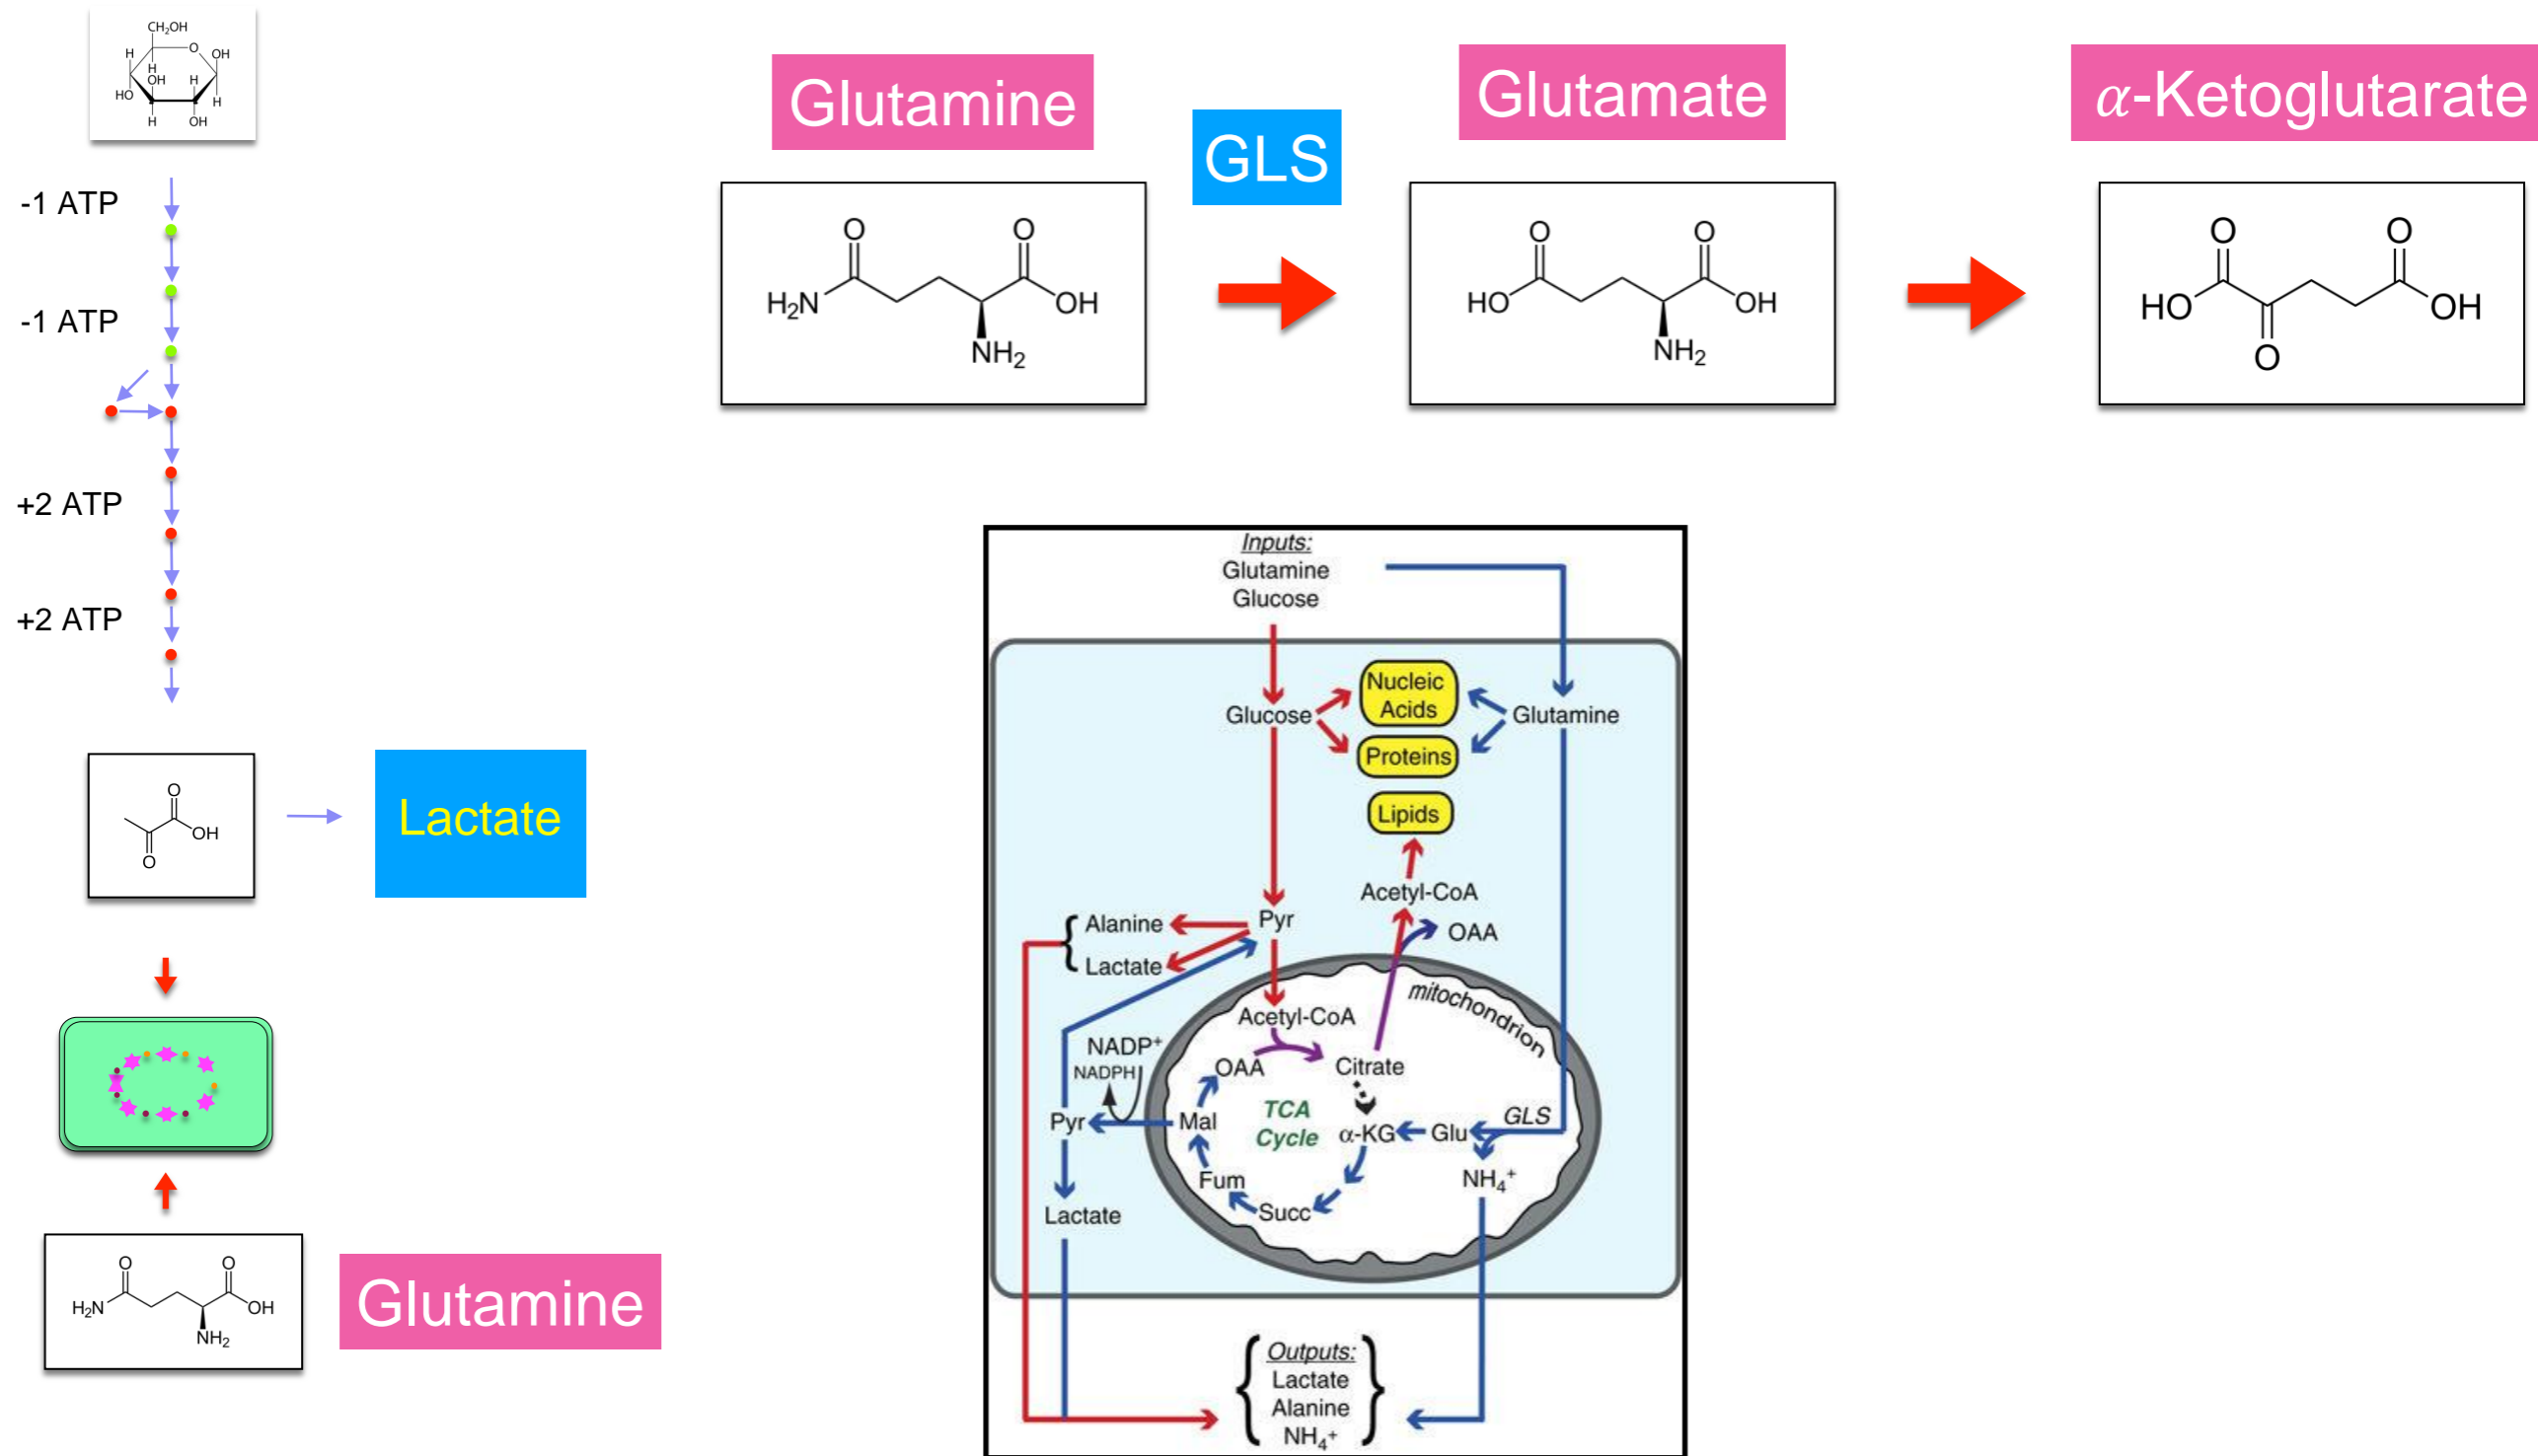 CH₂OH
O
OH
H
H
OH
H
HO
H
H
OH
-1 ATP
-1 ATP
+2 ATP
+2 ATP
O
OH
O
Lactate
O
O
H₂N
OH
NH₂
Glutamine
Glutamine
GLS
Glutamate
α-Ketoglutarate
O
O
H₂N
OH
NH₂
O
O
HO
OH
NH₂
O
O
HO
OH
O
Inputs:
Glutamine
Glucose
Nucleic
Acids
Glucose
Glutamine
Proteins
Lipids
Acetyl-CoA
Alanine
Pyr
OAA
Lactate
mitochondrion
Acetyl-CoA
NADP⁺
NADPH
OAA
Citrate
TCA
Cycle
Pyr
Mal
α-KG
Glu
GLS
NH₄⁺
Fum
Succ
Lactate
Outputs:
Lactate
Alanine
NH₄⁺